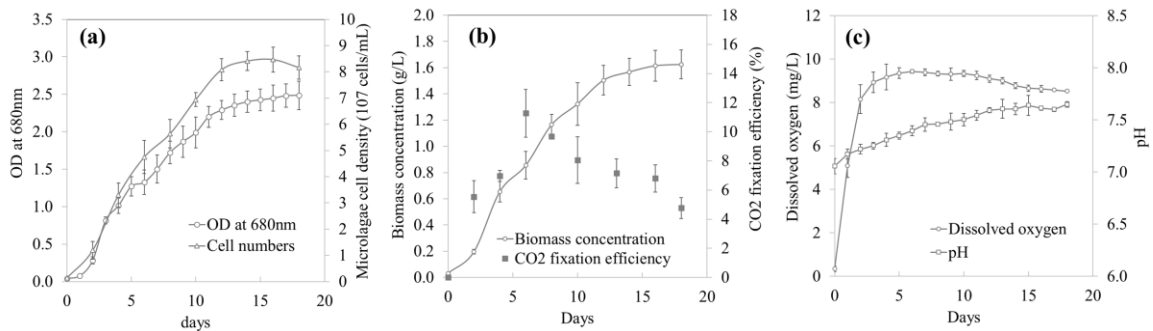 (a)
OD at 680nm
3.5
3.0
2.5
2.0
1.5
1.0
0.5
0.0
10
9
8
7
6
5
4
3
2
1
0
Microlagae cell density (107 cells/mL)
OD at 680nm
Cell numbers
0 5 10 15 20
days
(b)
Biomass concentration (g/L)
2.0
1.8
1.6
1.4
1.2
1.0
0.8
0.6
0.4
0.2
0.0
18
16
14
12
10
8
6
4
2
0
CO2 fixation efficiency (%)
Biomass concentration
CO2 fixation efficiency
0 5 10 15 20
Days
(c)
Dissolved oxygen (mg/L)
12
10
8
6
4
2
0
8.5
8.0
7.5
7.0
6.5
6.0
pH
Dissolved oxygen
pH
0 5 10 15 20
Days